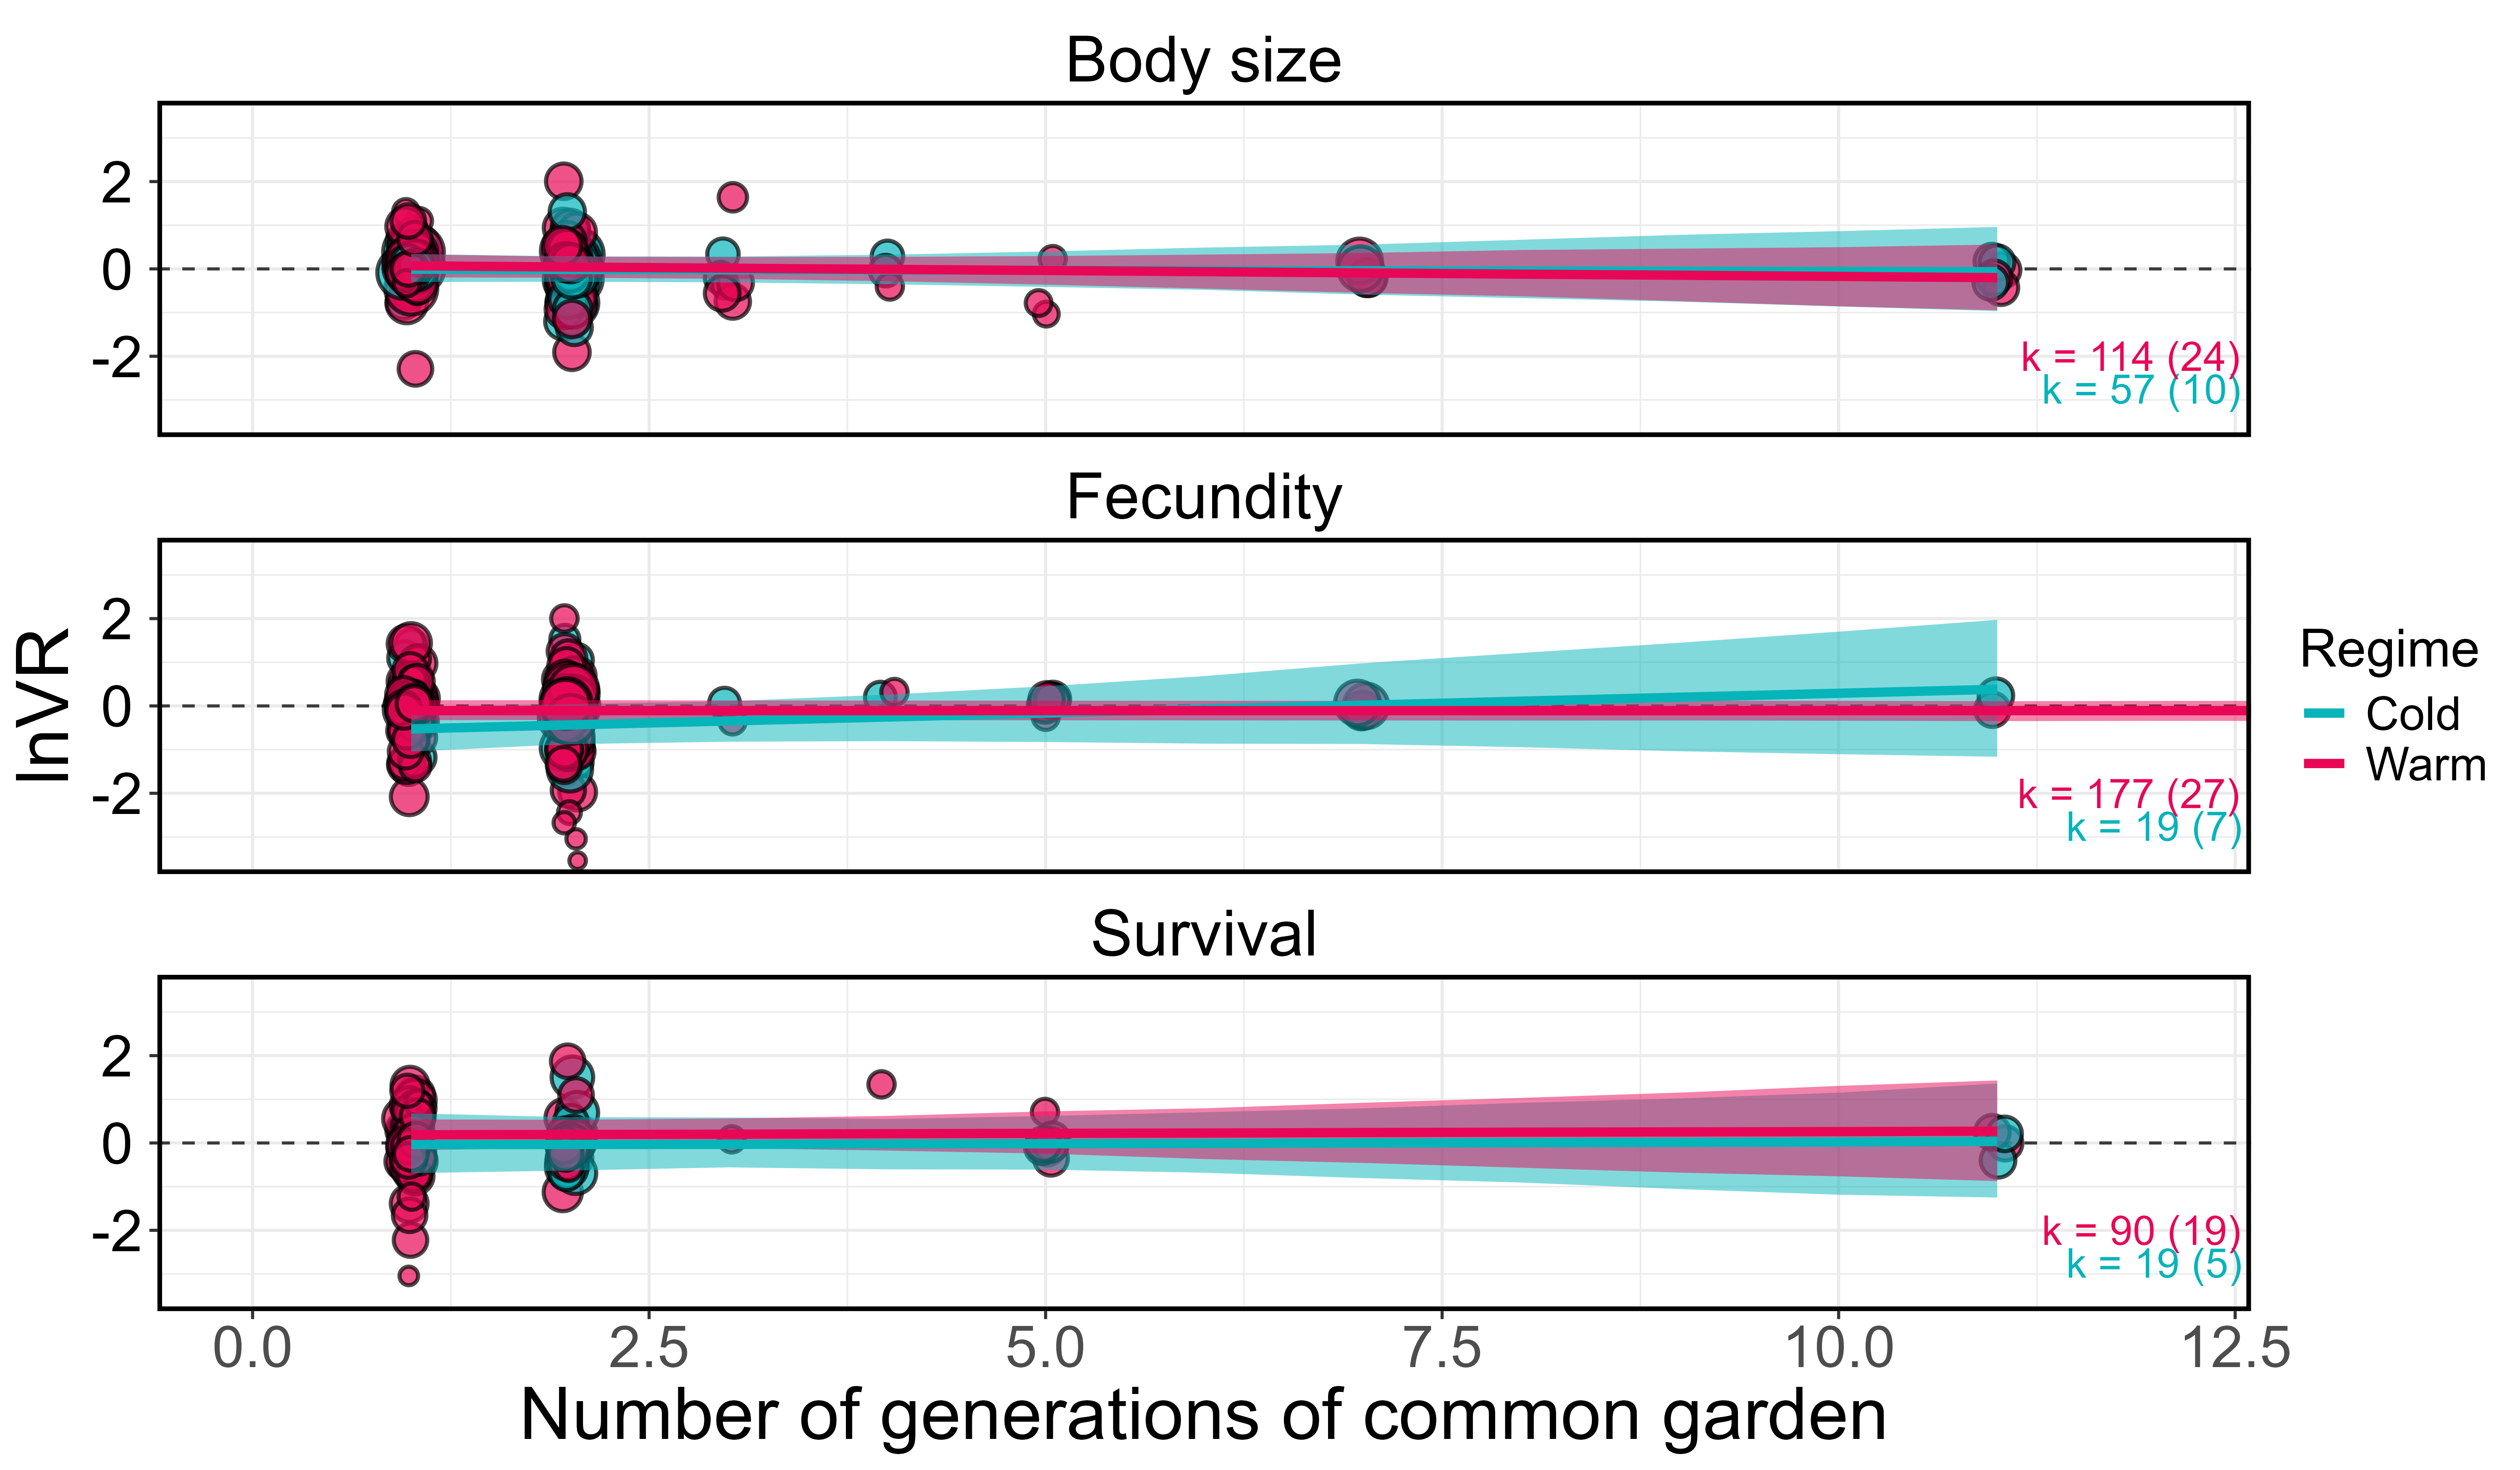 Body size
2
0
-2
k = 114 (24)
k = 57 (10)
Fecundity
2
0
-2
k = 177 (27)
k = 19 (7)
lnVR
Regime
Cold
Warm
Survival
2
0
-2
k = 90 (19)
k = 19 (5)
0.0 2.5 5.0 7.5 10.0 12.5
Number of generations of common garden